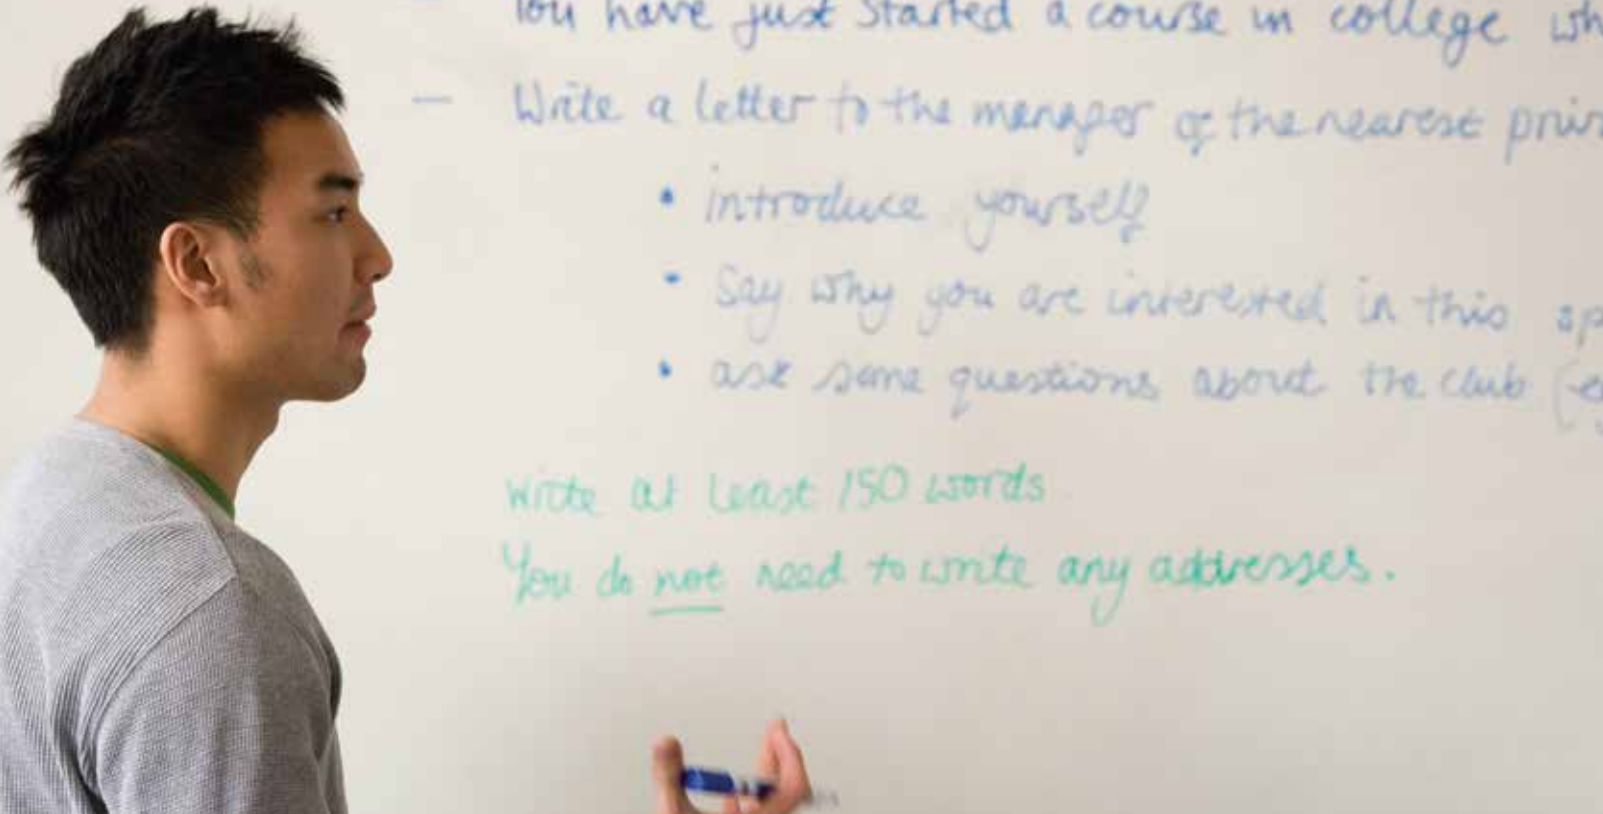 You have just started a course in college wh
— Write a letter to the manager of the nearest priv
• introduce yourself
• Say why you are interested in this sp
• ask some questions about the club (e
Write at least 150 words
You do not need to write any addresses.